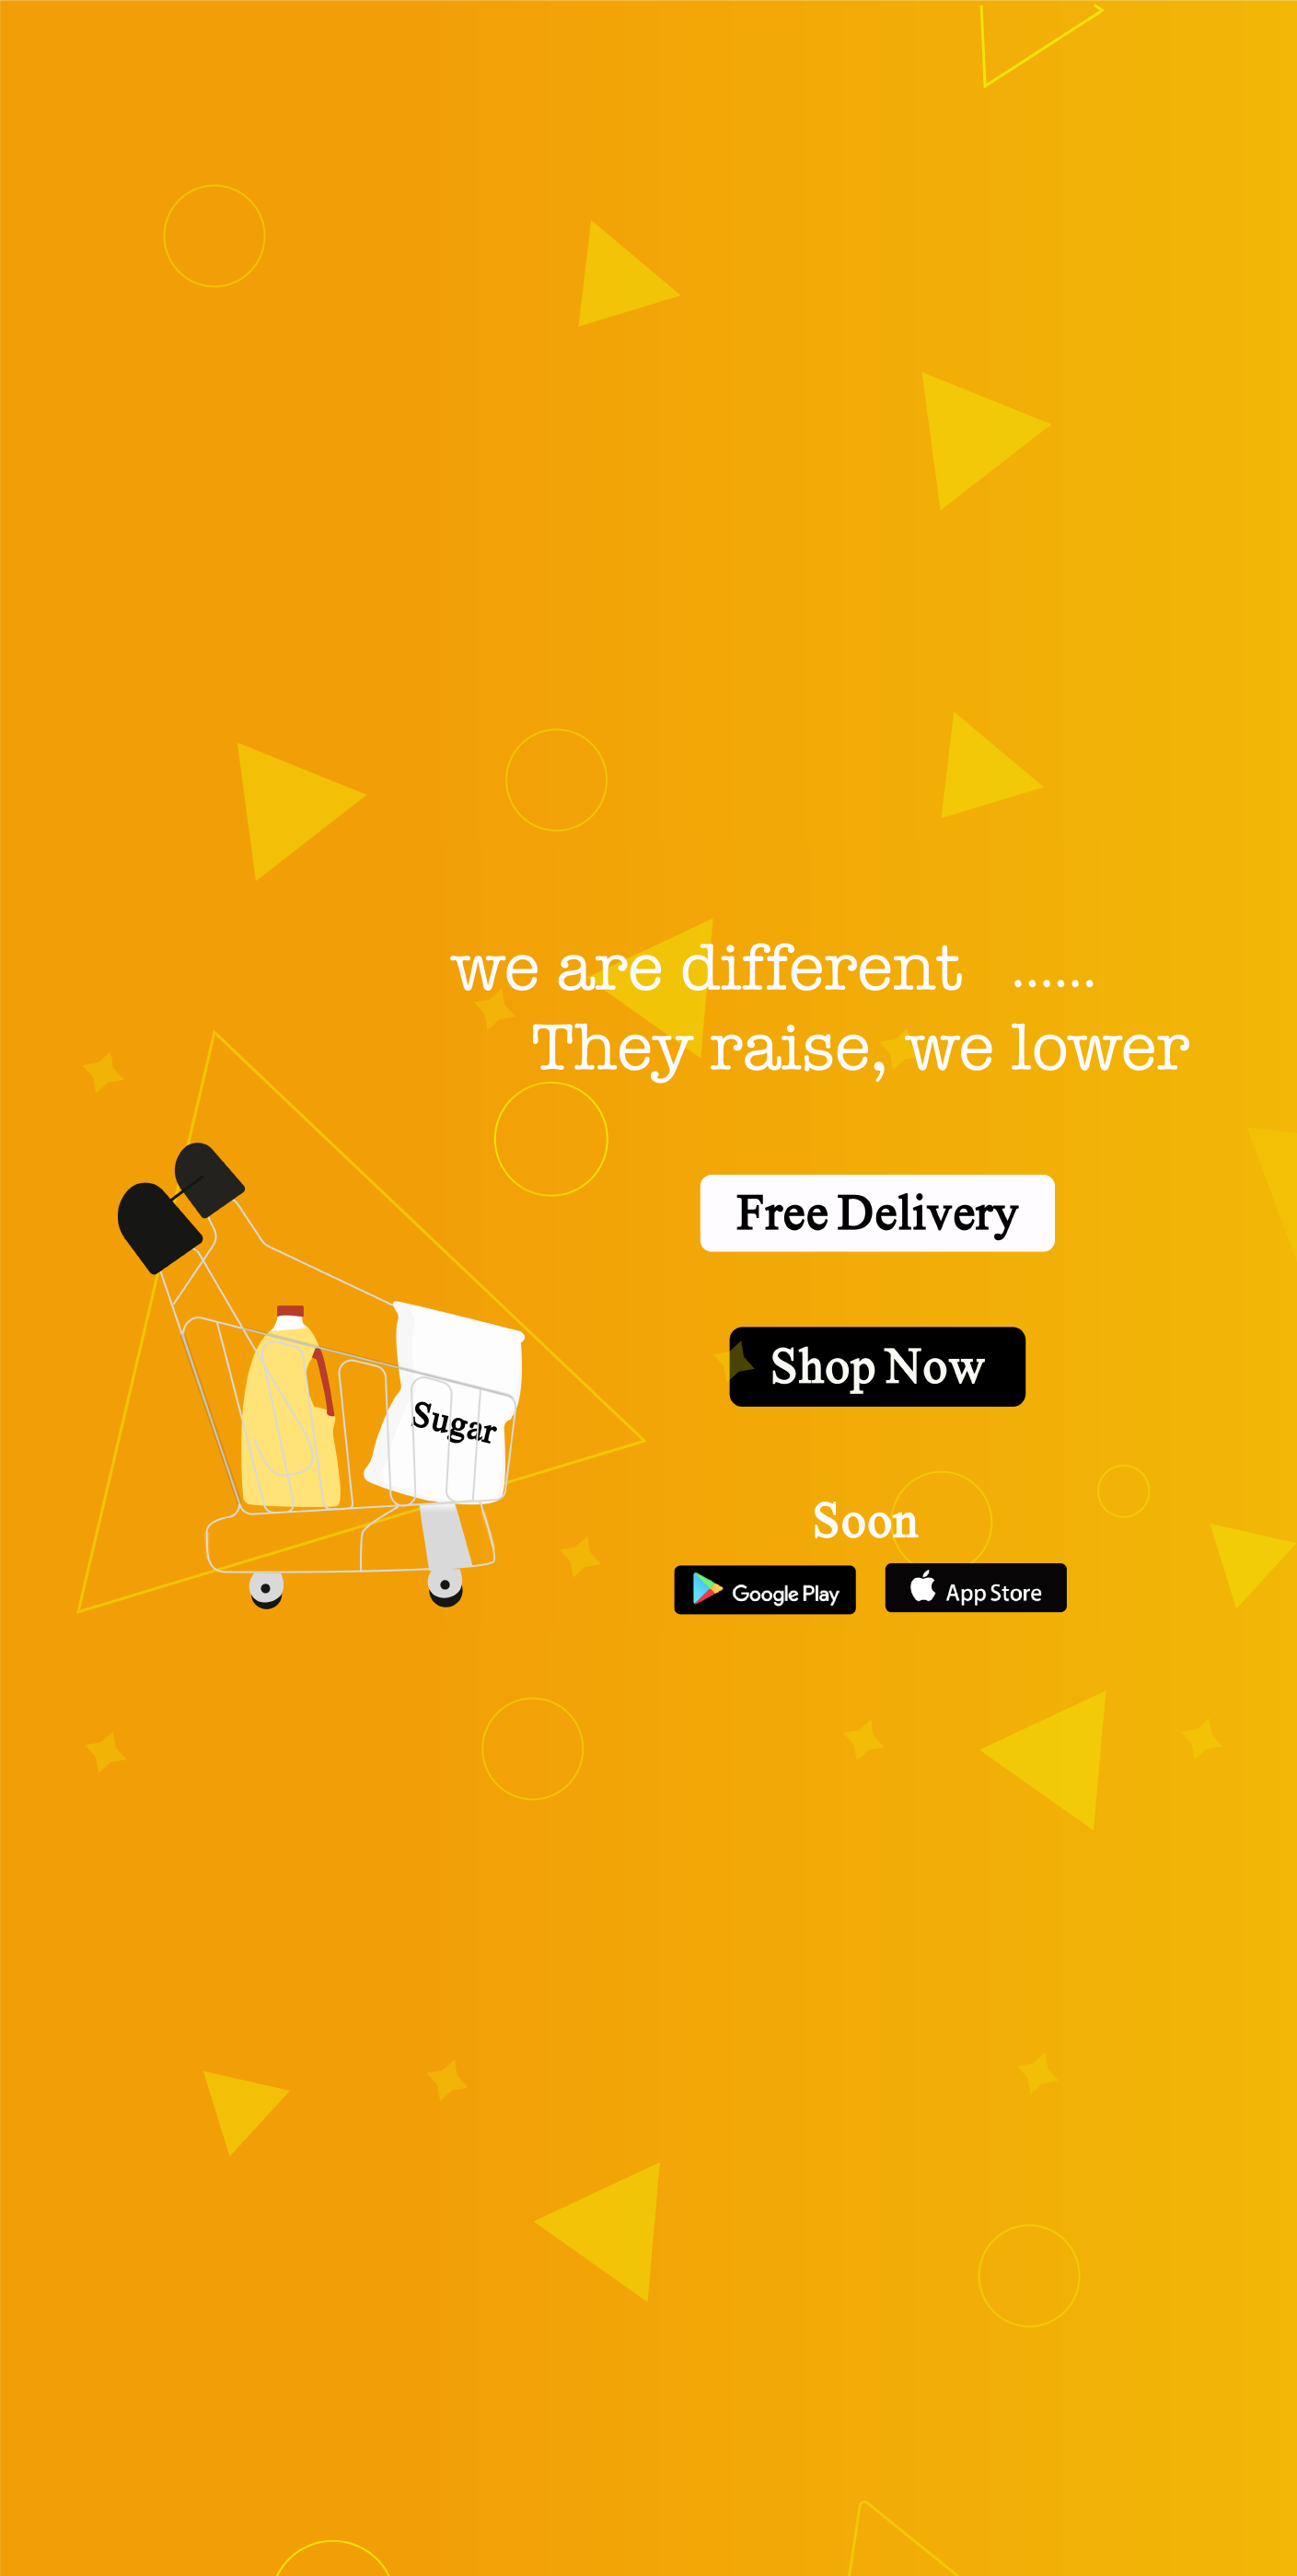 we are different ......
They raise, we lower
Free Delivery
Shop Now
Sugar
Soon
Google Play
App Store